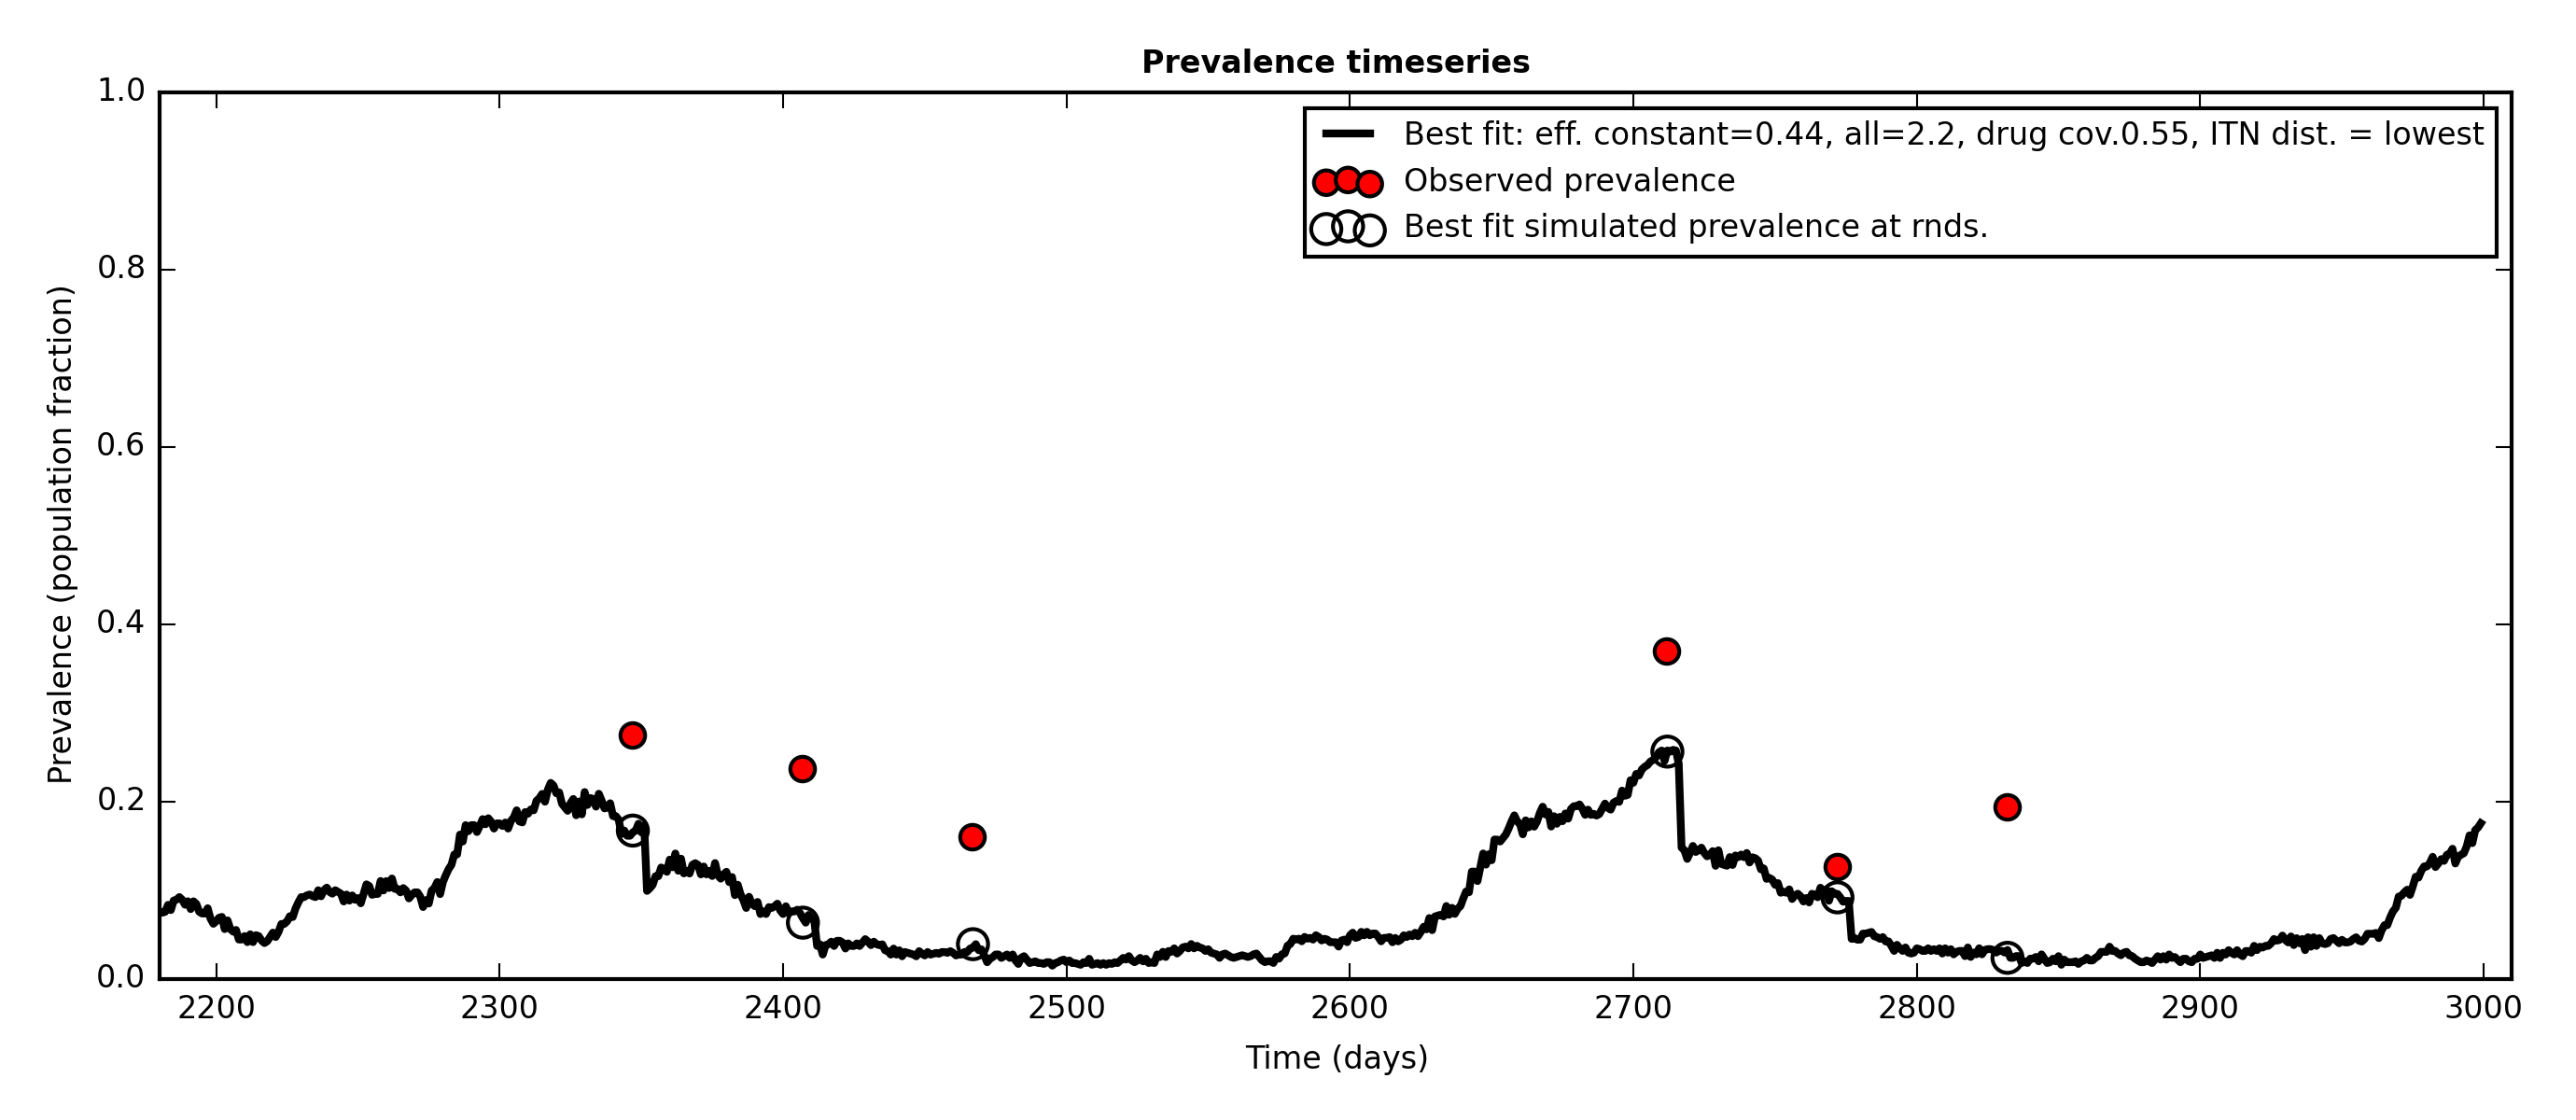 Prevalence timeseries
1.0
0.8
0.6
0.4
0.2
0.0
Prevalence (population fraction)
Best fit: eff. constant=0.44, all=2.2, drug cov.0.55, ITN dist. = lowest
Observed prevalence
Best fit simulated prevalence at rnds.
2200 2300 2400 2500 2600 2700 2800 2900 3000
Time (days)